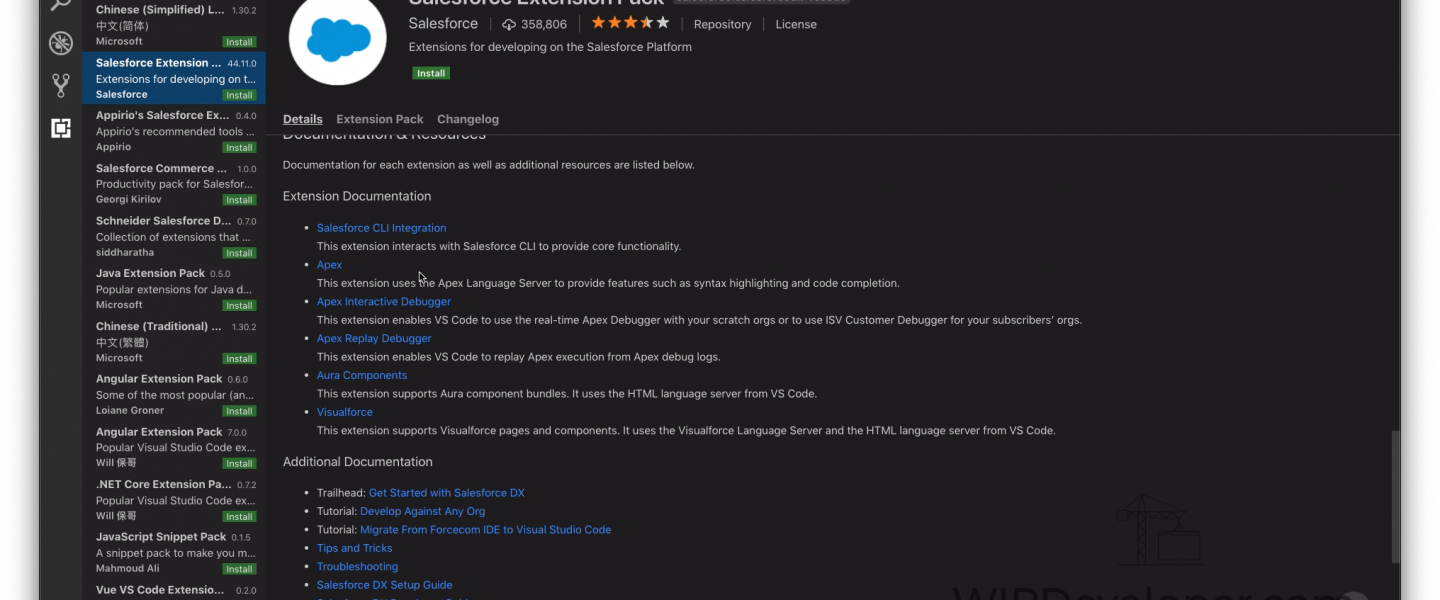 Salesforce Extension Pack
Salesforce 358,806 Repository License
Extensions for developing on the Salesforce Platform
Install
Details Extension Pack Changelog
Documentation & Resources
Documentation for each extension as well as additional resources are listed below.
Extension Documentation
• Salesforce CLI Integration
This extension interacts with Salesforce CLI to provide core functionality.
• Apex
This extension uses the Apex Language Server to provide features such as syntax highlighting and code completion.
• Apex Interactive Debugger
This extension enables VS Code to use the real-time Apex Debugger with your scratch orgs or to use ISV Customer Debugger for your subscribers’ orgs.
• Apex Replay Debugger
This extension enables VS Code to replay Apex execution from Apex debug logs.
• Aura Components
This extension supports Aura component bundles. It uses the HTML language server from VS Code.
• Visualforce
This extension supports Visualforce pages and components. It uses the Visualforce Language Server and the HTML language server from VS Code.
Additional Documentation
• Trailhead: Get Started with Salesforce DX
• Tutorial: Develop Against Any Org
• Tutorial: Migrate From Forcecom IDE to Visual Studio Code
• Tips and Tricks
• Troubleshooting
• Salesforce DX Setup Guide
Chinese (Simplified) L... 1.30.2
中文(简体)
Microsoft Install
Salesforce Extension ... 44.11.0
Extensions for developing on t...
Salesforce Install
Appirio's Salesforce Ex... 0.4.0
Appirio's recommended tools ...
Appirio Install
Salesforce Commerce ... 1.0.0
Productivity pack for Salesfor...
Georgi Kirilov Install
Schneider Salesforce D... 0.7.0
Collection of extensions that ...
siddharatha Install
Java Extension Pack 0.5.0
Popular extensions for Java d...
Microsoft Install
Chinese (Traditional) ... 1.30.2
中文(繁體)
Microsoft Install
Angular Extension Pack 0.6.0
Some of the most popular (an...
Loiane Groner Install
Angular Extension Pack 7.0.0
Popular Visual Studio Code ex...
Will 保哥 Install
.NET Core Extension Pa... 0.7.2
Popular Visual Studio Code ex...
Will 保哥 Install
JavaScript Snippet Pack 0.1.5
A snippet pack to make you m...
Mahmoud Ali Install
Vue VS Code Extensio... 0.2.0
WIPDeveloper.com